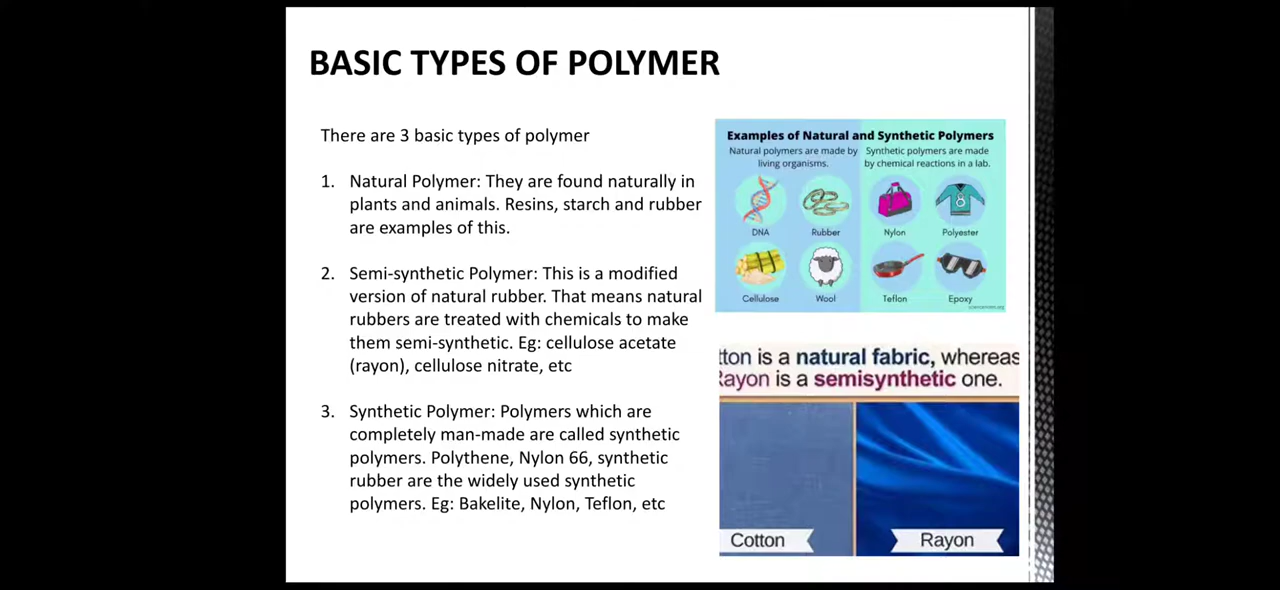 BASIC TYPES OF POLYMER
There are 3 basic types of polymer
1. Natural Polymer: They are found naturally in
plants and animals. Resins, starch and rubber
are examples of this.
2. Semi-synthetic Polymer: This is a modified
version of natural rubber. That means natural
rubbers are treated with chemicals to make
them semi-synthetic. Eg: cellulose acetate
(rayon), cellulose nitrate, etc
3. Synthetic Polymer: Polymers which are
completely man-made are called synthetic
polymers. Polythene, Nylon 66, synthetic
rubber are the widely used synthetic
polymers. Eg: Bakelite, Nylon, Teflon, etc
Examples of Natural and Synthetic Polymers
Natural polymers are made by
living organisms.
Synthetic polymers are made
by chemical reactions in a lab.
DNA
Rubber
Nylon
8
Polyester
Cellulose
Wool
Teflon
Epoxy
tton is a natural fabric, whereas
Rayon is a semisynthetic one.
Cotton
Rayon